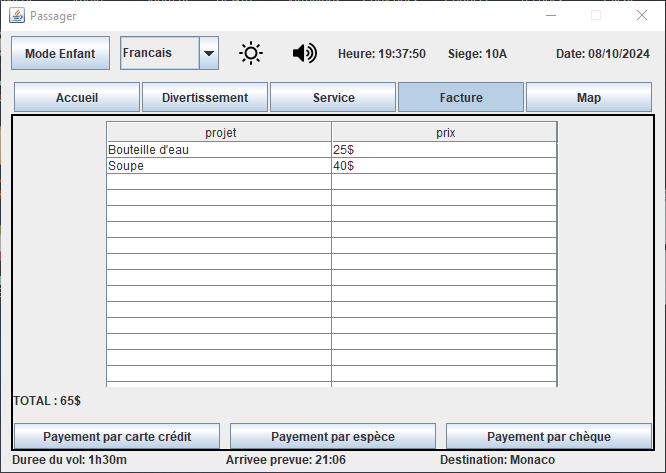 Passager
Mode Enfant Francais Heure: 19:37:50 Siege: 10A Date: 08/10/2024
Accueil Divertissement Service Facture Map
projet prix
Bouteille d'eau 25$
Soupe 40$
TOTAL : 65$
Payement par carte crédit Payement par espèce Payement par chèque
Duree du vol: 1h30m Arrivee prevue: 21:06 Destination: Monaco